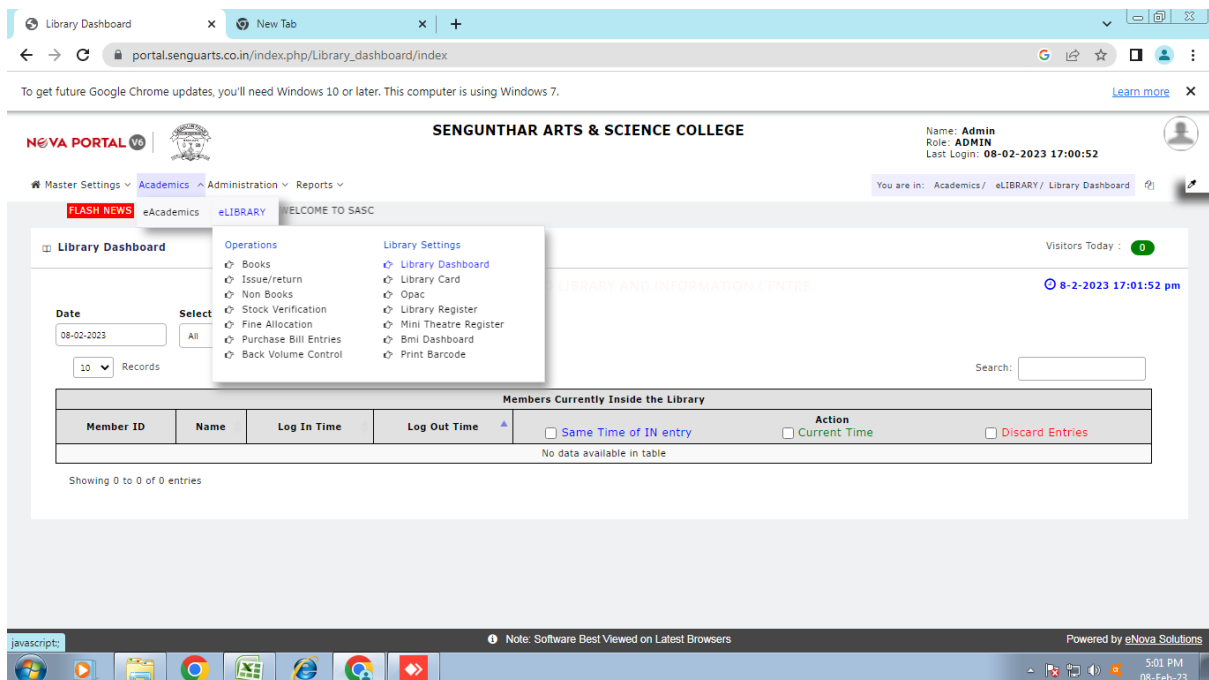 Library Dashboard
New Tab
portal.senguarts.co.in/index.php/Library_dashboard/index
To get future Google Chrome updates, you'll need Windows 10 or later. This computer is using Windows 7.
Learn more
NOVA PORTAL V6
SENGUNTHAR ARTS & SCIENCE COLLEGE
Name: Admin
Role: ADMIN
Last Login: 08-02-2023 17:00:52
Master Settings Academics Administration Reports
You are in: Academics/ eLIBRARY/ Library Dashboard
FLASH NEWS
eAcademics eLIBRARY
WELCOME TO SASC
Library Dashboard
Visitors Today : 0
Operations
Books
Issue/return
Non Books
Stock Verification
Fine Allocation
Purchase Bill Entries
Back Volume Control
Library Settings
Library Dashboard
Library Card
Opac
Library Register
Mini Theatre Register
Bmi Dashboard
Print Barcode
LIBRARY AND INFORMATION CENTRE
8-2-2023 17:01:52 pm
Date
08-02-2023
Select
All
10 Records
Search:
Members Currently Inside the Library
Member ID Name Log In Time Log Out Time Action
Same Time of IN entry Current Time Discard Entries
No data available in table
Showing 0 to 0 of 0 entries
javascript:;
Note: Software Best Viewed on Latest Browsers
Powered by eNova Solutions
5:01 PM
08-Feb-23